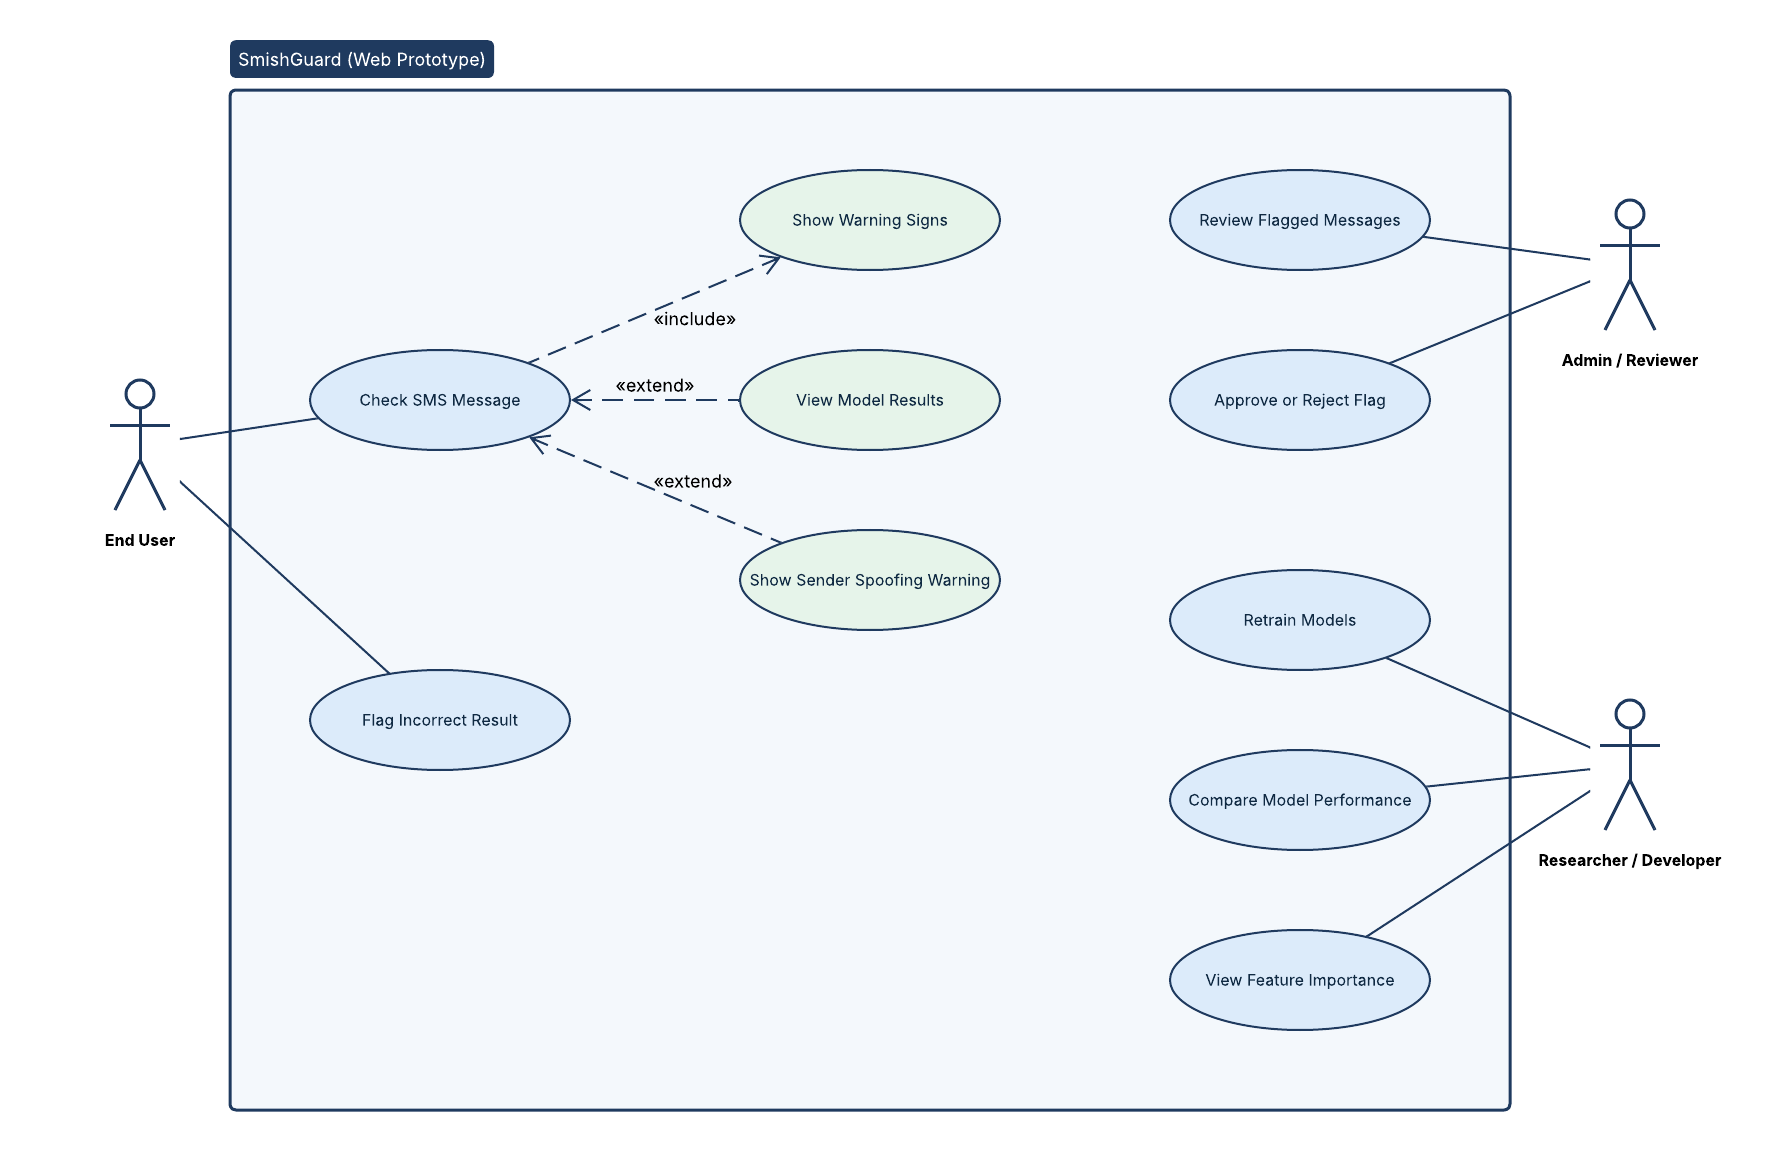 SmishGuard (Web Prototype)
Show Warning Signs
Review Flagged Messages
«include»
Admin / Reviewer
«extend»
Check SMS Message
View Model Results
Approve or Reject Flag
«extend»
End User
Show Sender Spoofing Warning
Retrain Models
Flag Incorrect Result
Compare Model Performance
Researcher / Developer
View Feature Importance